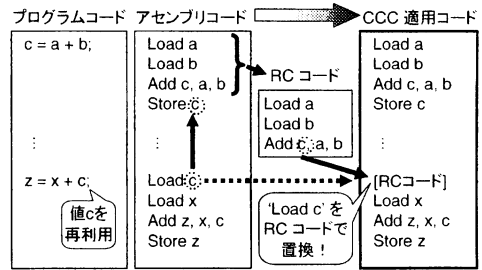 プログラムコード
c = a + b;
⋮
z = x + c;
値cを
再利用
アセンブリコード
Load a
Load b
Add c, a, b
Store c
⋮
Load c
Load x
Add z, x, c
Store z
RC コード
Load a
Load b
Add c, a, b
'Load c' を
RC コードで
置換！
CCC 適用コード
Load a
Load b
Add c, a, b
Store c
⋮
[RCコード]
Load x
Add z, x, c
Store z